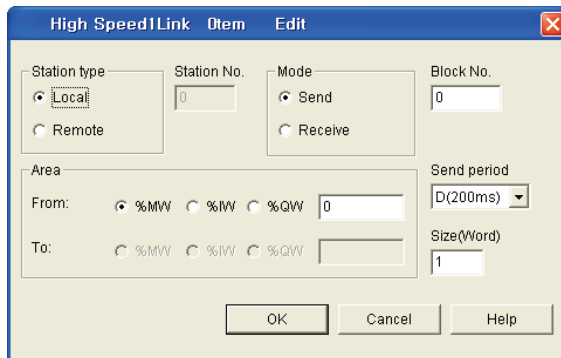 High Speed1Link 0tem Edit
Station type
Station No.
Mode
Block No.
Local
0
Send
0
Remote
Receive
Area
Send period
From: %MW %IW %QW 0
D(200ms)
To: %MW %IW %QW
Size(Word)
1
OK Cancel Help